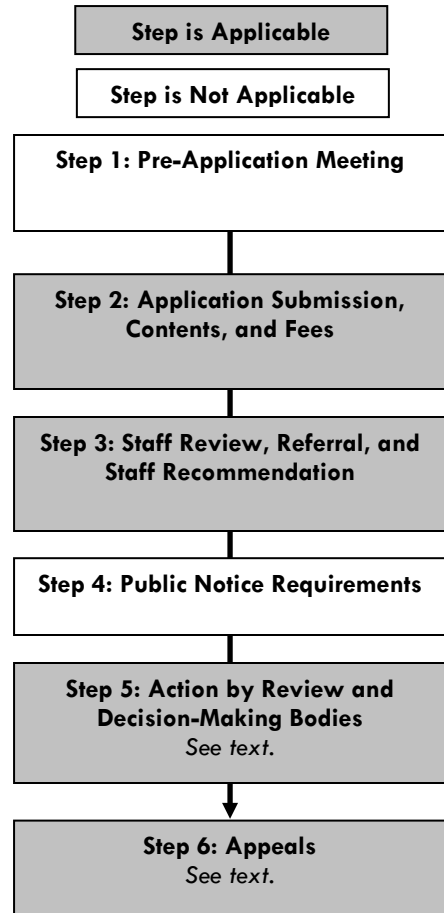 Step is Applicable
Step is Not Applicable
Step 1: Pre-Application Meeting
Step 2: Application Submission,
Contents, and Fees
Step 3: Staff Review, Referral, and
Staff Recommendation
Step 4: Public Notice Requirements
Step 5: Action by Review and
Decision-Making Bodies
See text.
Step 6: Appeals
See text.